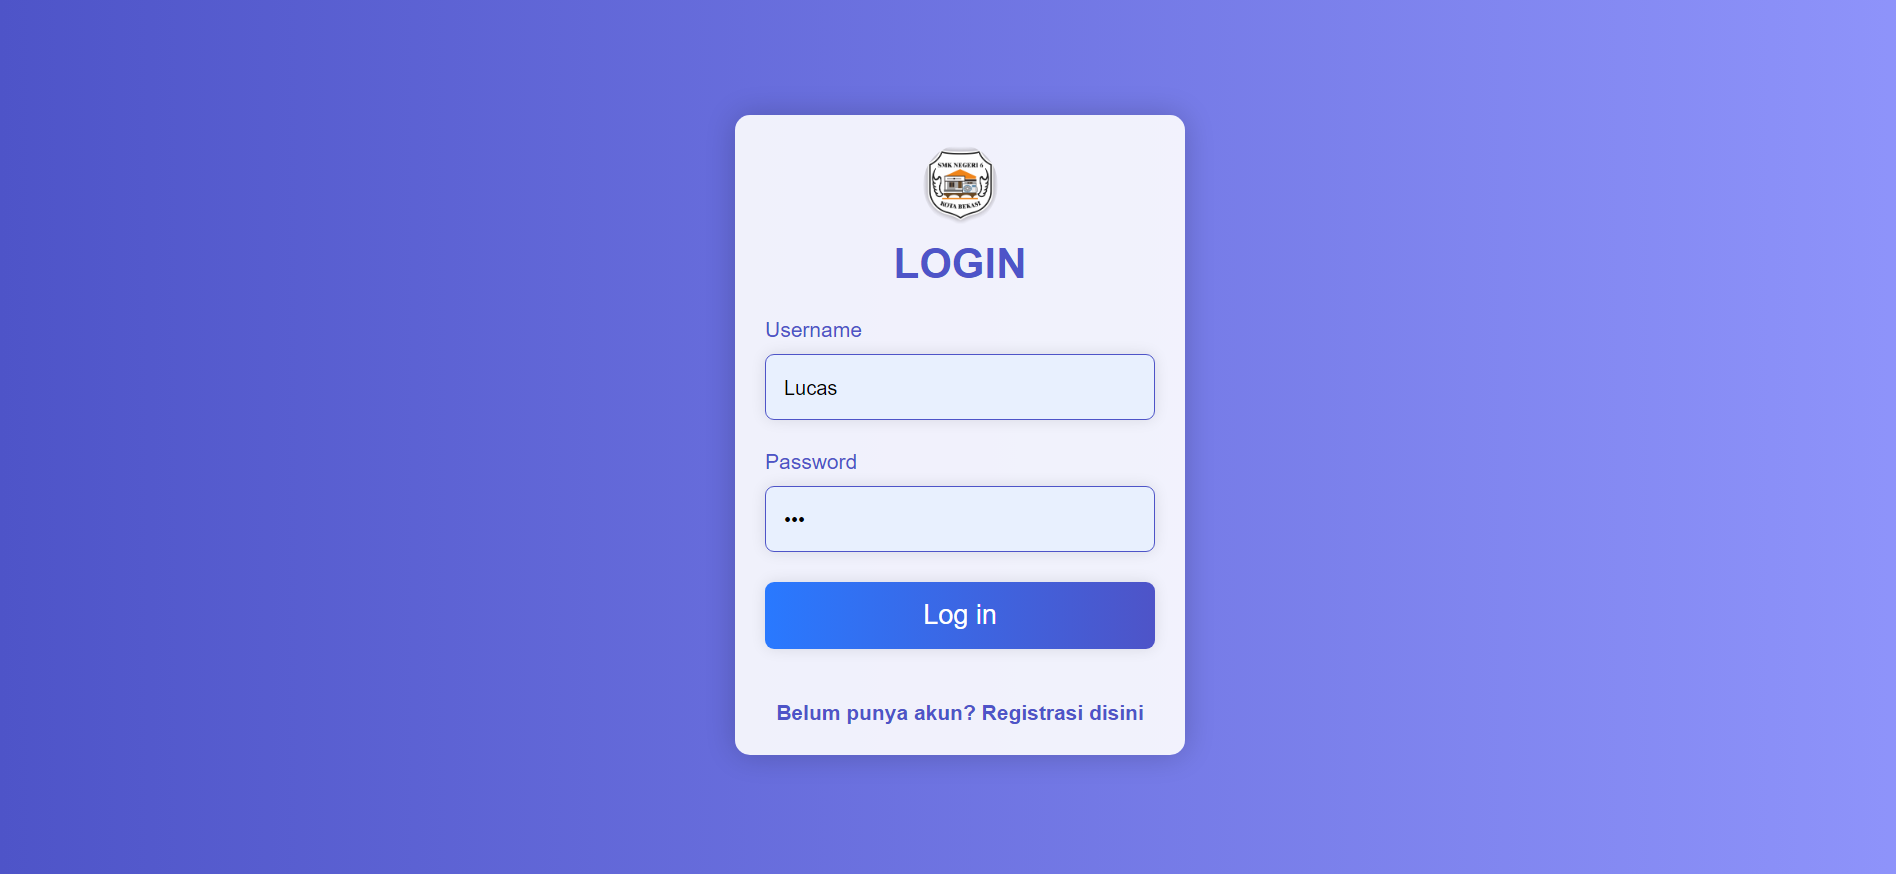 SMK NEGERI 6
KOTA BEKASI
LOGIN
Username
Lucas
Password
•••
Log in
Belum punya akun? Registrasi disini